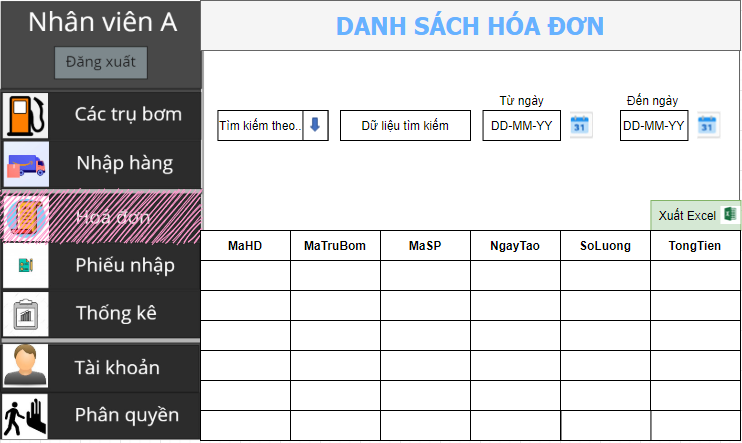 Nhân viên A
Đăng xuất
Các trụ bơm
Nhập hàng
Hoá đơn
Phiếu nhập
Thống kê
Tài khoản
Phân quyền
DANH SÁCH HÓA ĐƠN
Từ ngày
Đến ngày
Tìm kiếm theo..
Dữ liệu tìm kiếm
DD-MM-YY
31
DD-MM-YY
31
Xuất Excel
MaHD MaTruBom MaSP NgayTao SoLuong TongTien